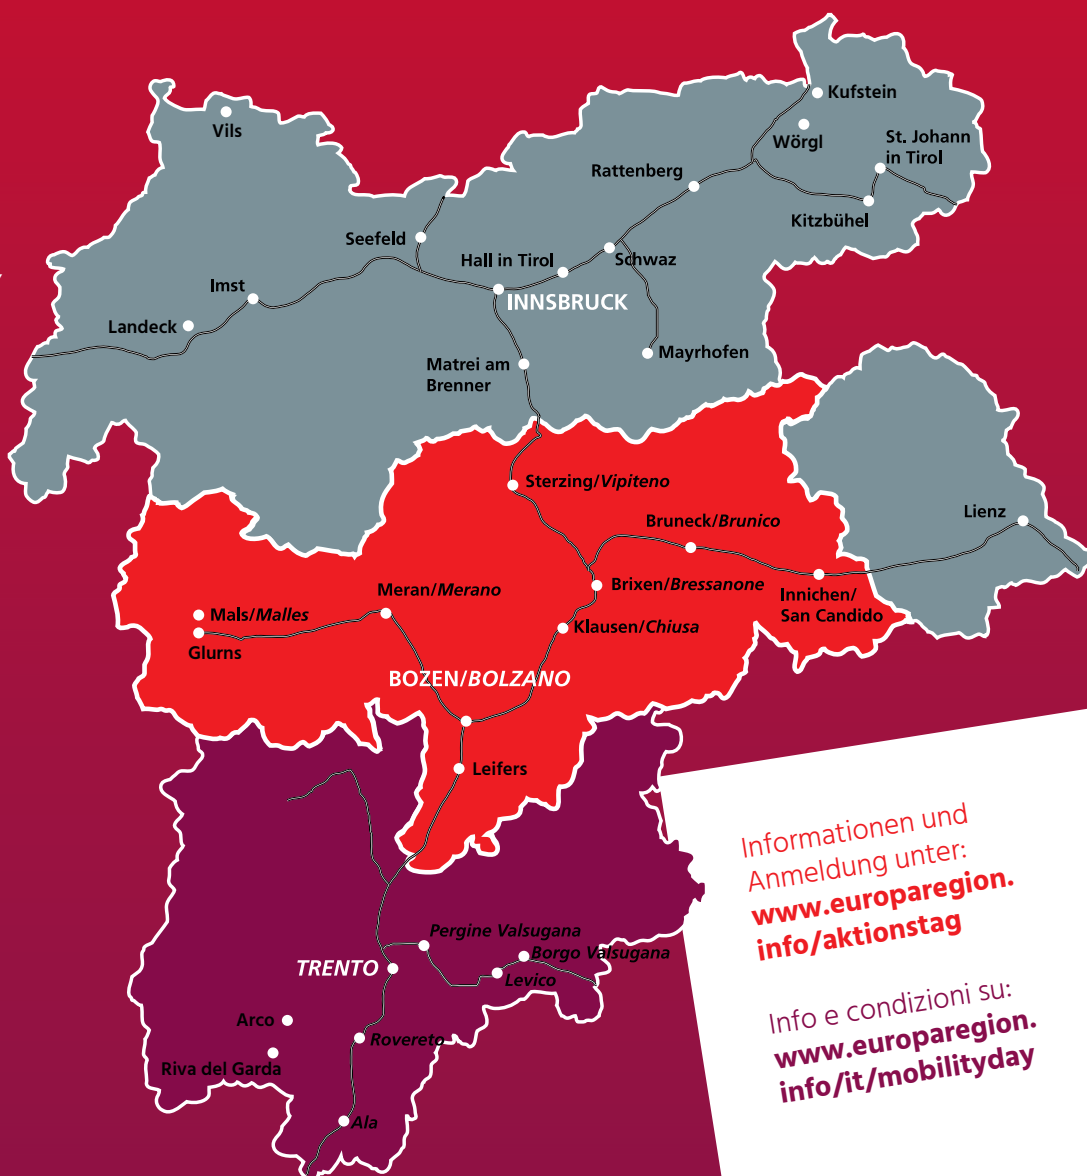 Kufstein
Vils
Wörgl
St. Johann
in Tirol
Rattenberg
Kitzbühel
Seefeld
Hall in Tirol
Schwaz
Imst
INNSBRUCK
Landeck
Mayrhofen
Matrei am
Brenner
Sterzing/Vipiteno
Lienz
Bruneck/Brunico
Meran/Merano
Brixen/Bressanone
Innichen/
San Candido
Mals/Malles
Klausen/Chiusa
Glurns
BOZEN/BOLZANO
Leifers
Pergine Valsugana
Borgo Valsugana
TRENTO
Levico
Arco
Rovereto
Riva del Garda
Ala
Informationen und
Anmeldung unter:
www.europaregion.
info/aktionstag
Info e condizioni su:
www.europaregion.
info/it/mobilityday